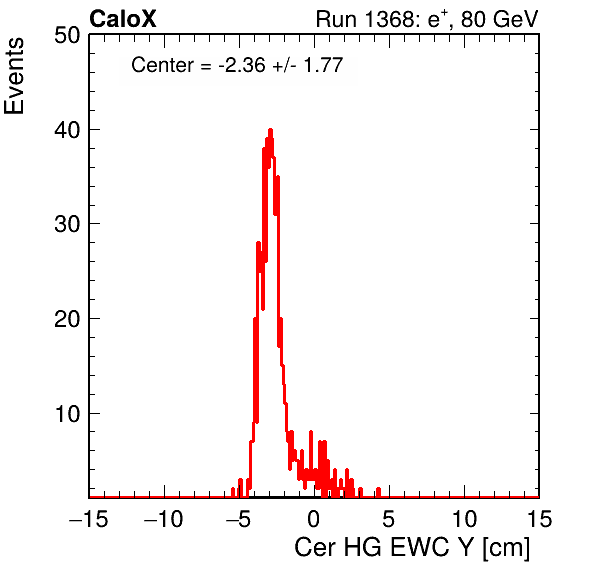 CaloX
Run 1368: e+, 80 GeV
Events
Center = -2.36 +/- 1.77
50
40
30
20
10
−15 −10 −5 0 5 10 15
Cer HG EWC Y [cm]